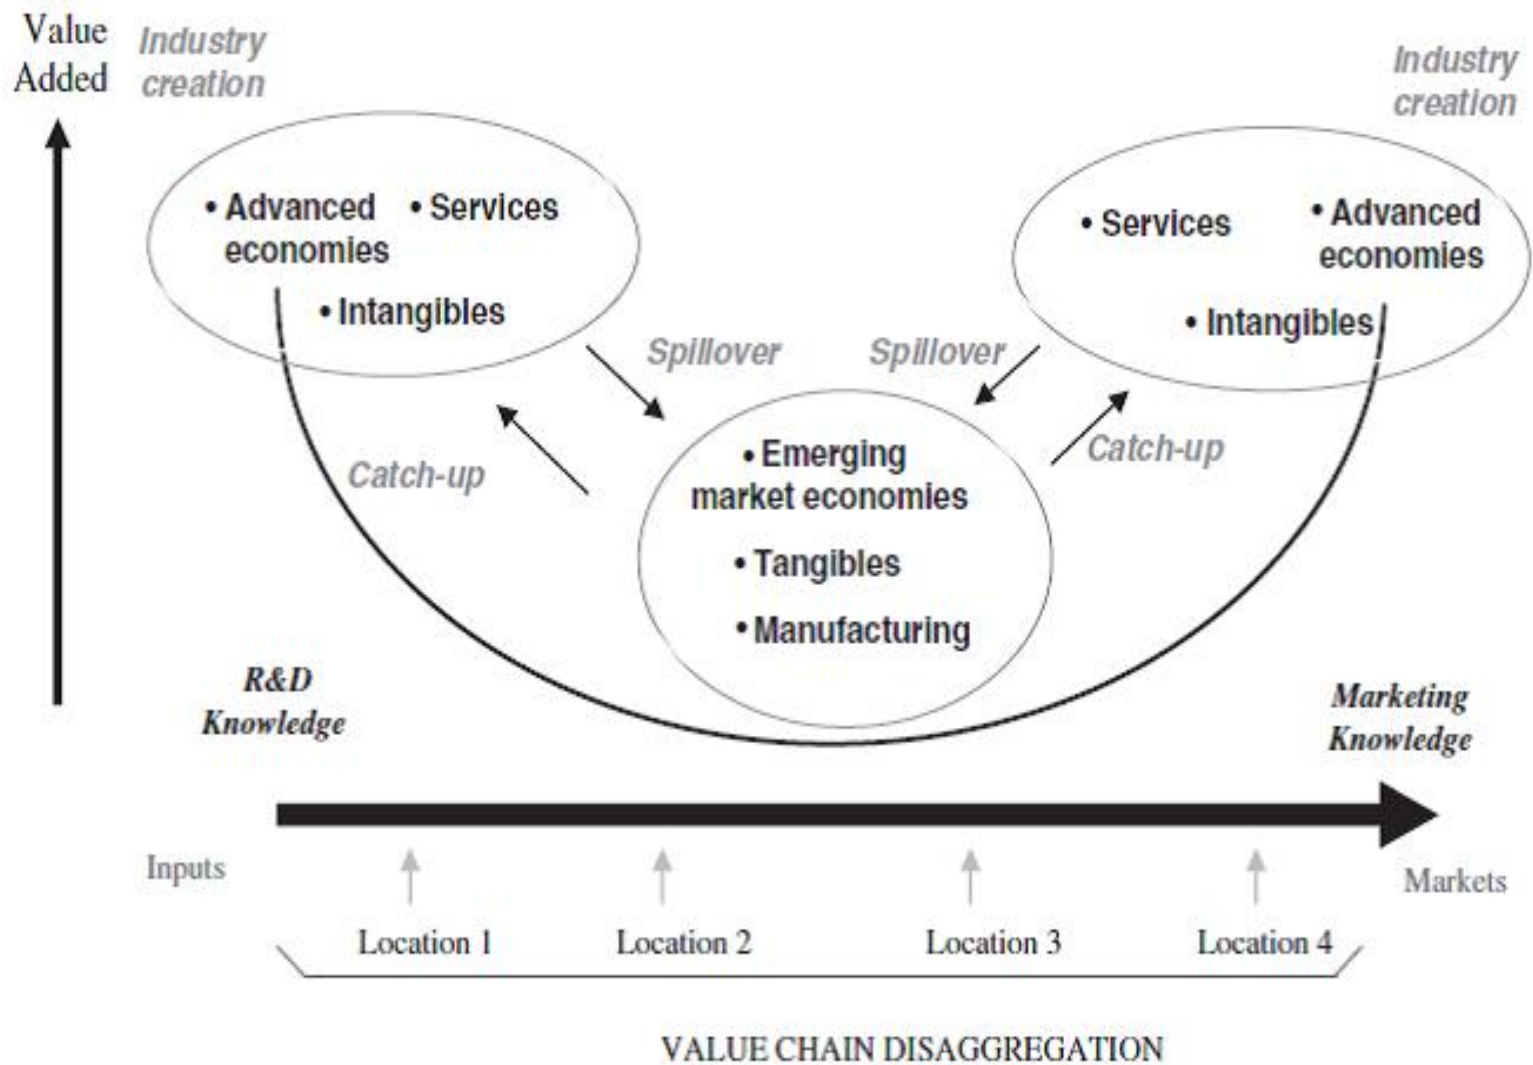 Value
Added
Industry
creation
Industry
creation
• Advanced
economies
• Services
• Intangibles
• Services
• Advanced
economies
• Intangibles
Spillover
Spillover
Catch-up
Catch-up
• Emerging
market economies
• Tangibles
• Manufacturing
R&D
Knowledge
Marketing
Knowledge
Inputs
Markets
Location 1
Location 2
Location 3
Location 4
VALUE CHAIN DISAGGREGATION